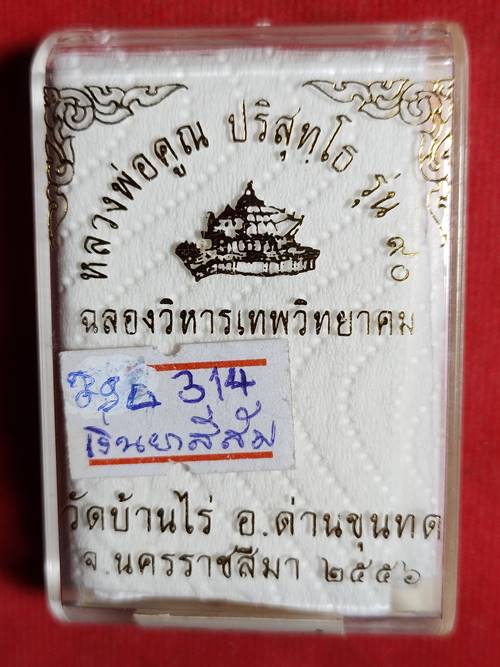 หลวงพ่อคูณ ปริสุทฺโธ รุ่น ๙๐
ฉลองวิหารเทพวิทยาคม
314
เงินยาสีส้ม
วัดบ้านไร่ อ.ด่านขุนทด
จ.นครราชสีมา ๒๕๕๖